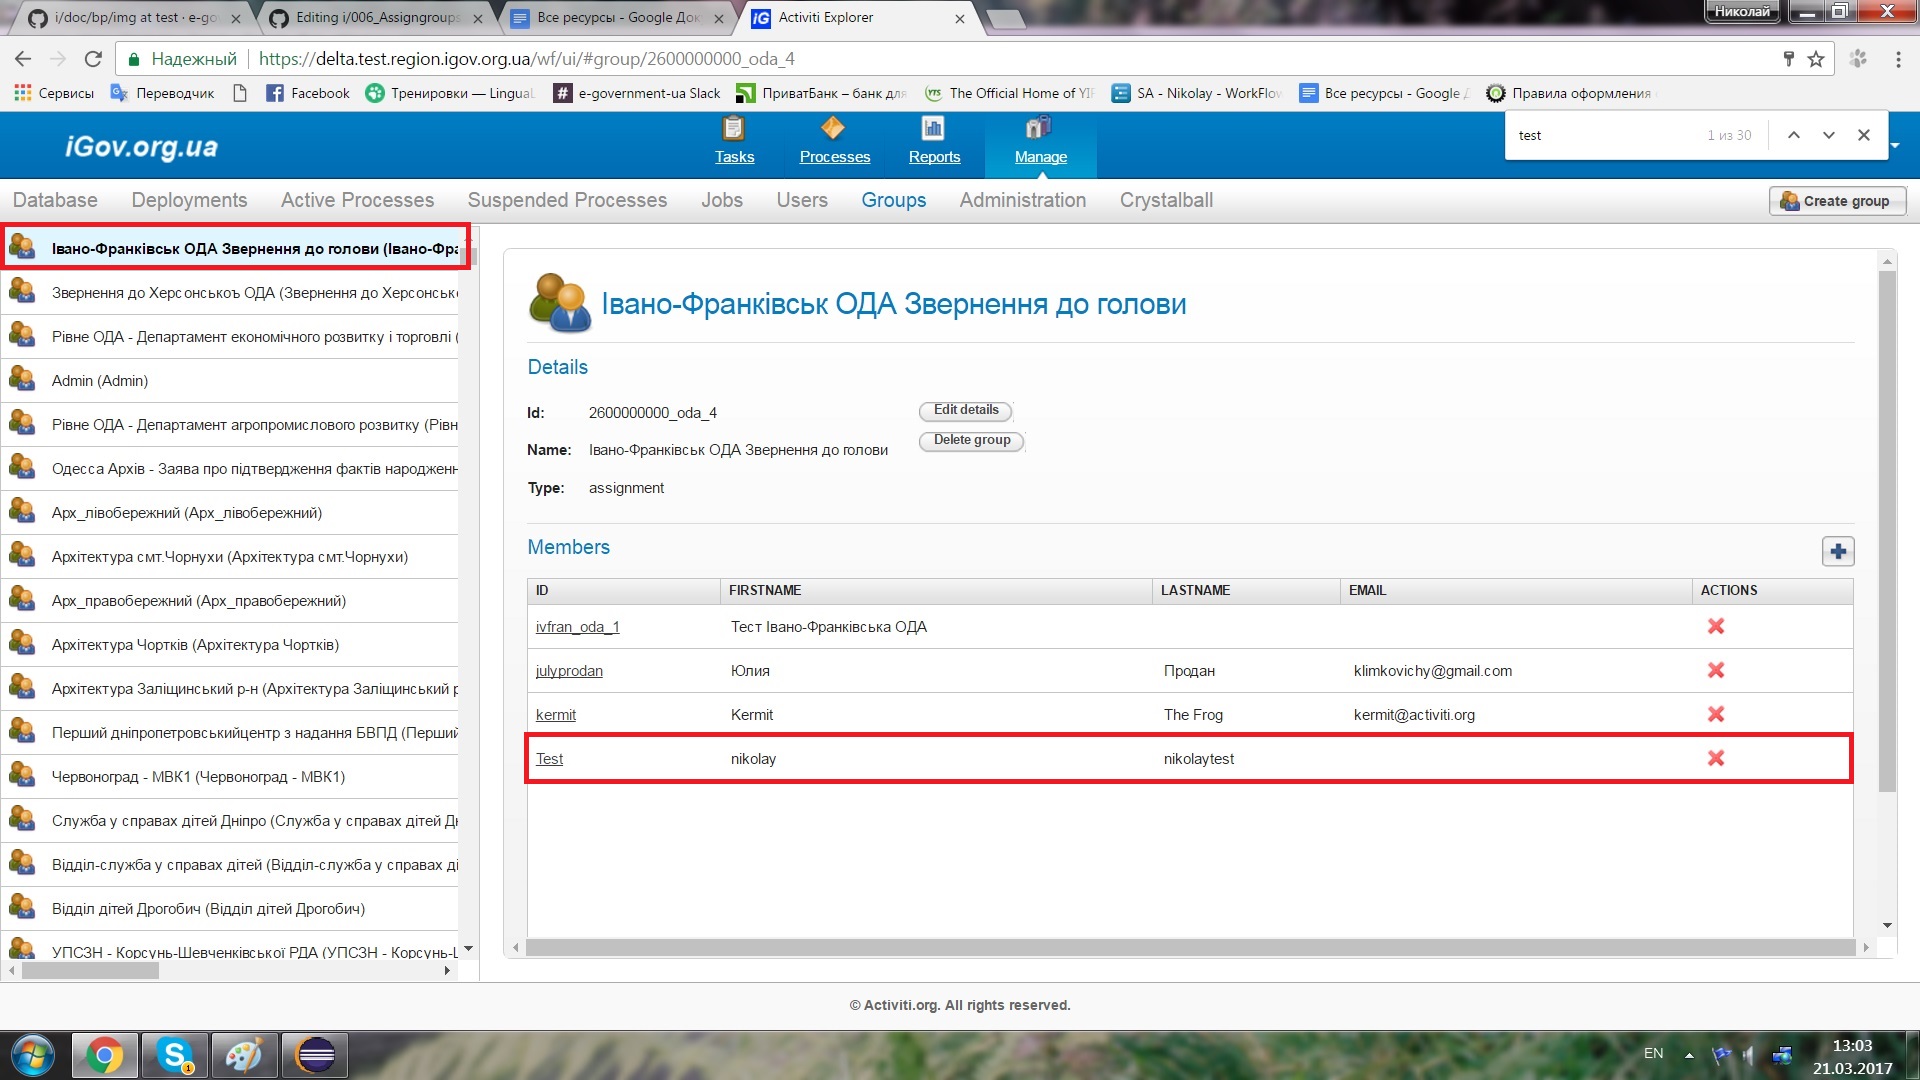 i/doc/bp/img at test · e-go
Editing i/006_Assigngroups
Все ресурсы - Google Док
Activiti Explorer
Николай
Надежный
https://delta.test.region.igov.org.ua/wf/ui/#group/2600000000_oda_4
Сервисы
Переводчик
Facebook
Тренировки — Lingual
e-government-ua Slack
ПриватБанк – банк для
The Official Home of YIF
SA - Nikolay - WorkFlow
Все ресурсы - Google Д
Правила оформления
iGov.org.ua
Tasks
Processes
Reports
Manage
test
1 из 30
Database
Deployments
Active Processes
Suspended Processes
Jobs
Users
Groups
Administration
Crystalball
Create group
Івано-Франківськ ОДА Звернення до голови (Івано-Фра
Звернення до Херсонськоъ ОДА (Звернення до Херсонськ
Рівне ОДА - Департамент економічного розвитку і торговлі (
Admin (Admin)
Рівне ОДА - Департамент агропромислового розвитку (Рівн
Одесса Архів - Заява про підтвердження фактів народженн
Арх_лівобережний (Арх_лівобережний)
Архітектура смт.Чорнухи (Архітектура смт.Чорнухи)
Арх_правобережний (Арх_правобережний)
Архітектура Чортків (Архітектура Чортків)
Архітектура Заліщинський р-н (Архітектура Заліщинський р
Перший дніпропетровськийцентр з надання БВПД (Перший
Червоноград - МВК1 (Червоноград - МВК1)
Служба у справах дітей Дніпро (Служба у справах дітей Дн
Відділ-служба у справах дітей (Відділ-служба у справах ді
Відділ дітей Дрогобич (Відділ дітей Дрогобич)
УПСЗН - Корсунь-Шевченківської РДА (УПСЗН - Корсунь-Ш
Івано-Франківськ ОДА Звернення до голови
Details
Id: 2600000000_oda_4
Edit details
Name: Івано-Франківськ ОДА Звернення до голови
Delete group
Type: assignment
Members
ID FIRSTNAME LASTNAME EMAIL ACTIONS
ivfran_oda_1 Тест Івано-Франківська ОДА
julyprodan Юлия Продан klimkovichy@gmail.com
kermit Kermit The Frog kermit@activiti.org
Test nikolay nikolaytest
© Activiti.org. All rights reserved.
EN
13:03
21.03.2017